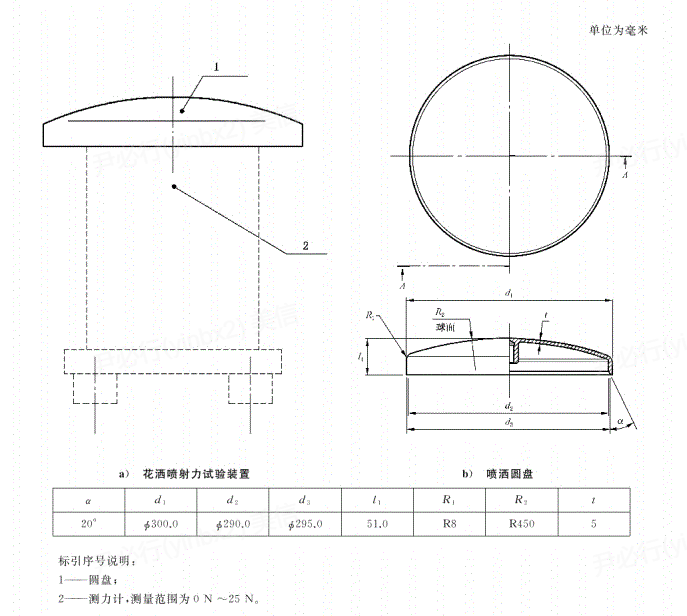 单位为毫米
1
2
A
A
d₁
R₁
R₂
球面
t
l₁
d₂
d₃
α
a） 花洒喷射力试验装置
b） 喷洒圆盘
α d₁ d₂ d₃ l₁ R₁ R₂ t
20° ϕ300.0 ϕ290.0 ϕ295.0 51.0 R8 R450 5
标引序号说明：
1——圆盘；
2——测力计，测量范围为 0 N ～25 N。